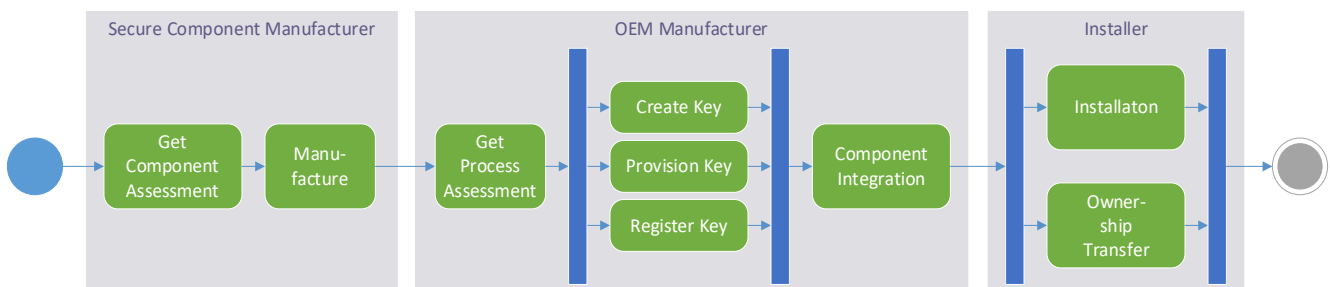 Secure Component Manufacturer
OEM Manufacturer
Installer
Get
Component
Assessment
Manu-
facture
Get
Process
Assessment
Create Key
Provision Key
Register Key
Component
Integration
Installaton
Owner-
ship
Transfer